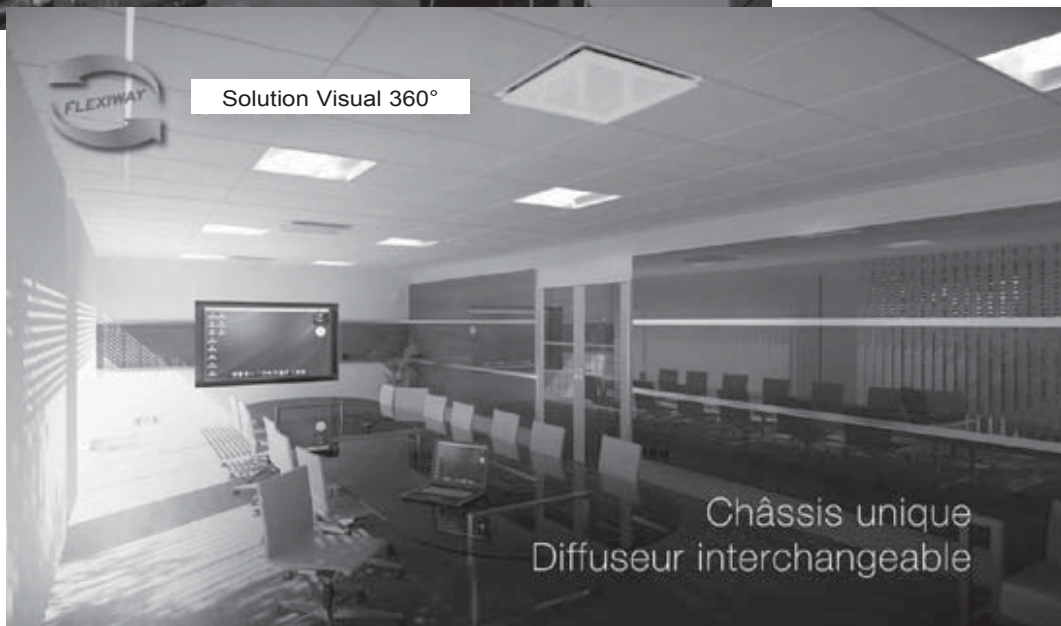 FLEXIWAY
Solution Visual 360°
Châssis unique
Diffuseur interchangeable